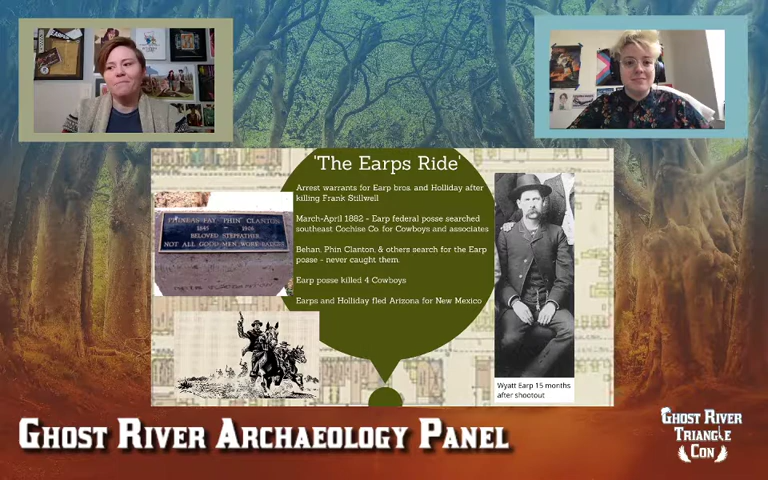 'The Earps Ride'
Arrest warrants for Earp bros. and Holliday after
killing Frank Stillwell
March-April 1882 - Earp federal posse searched
southeast Cochise Co. for Cowboys and associates
Behan, Phin Clanton, & others search for the Earp
posse - never caught them.
Earp posse killed 4 Cowboys
Earps and Holliday fled Arizona for New Mexico
PHINEAS FAY "PHIN" CLANTON
1845 - 1906
BELOVED STEPFATHER
NOT ALL GOOD MEN WORE BADGES
Wyatt Earp 15 months
after shootout
GHOST RIVER ARCHAEOLOGY PANEL
GHOST RIVER
TRIANGLE
CON